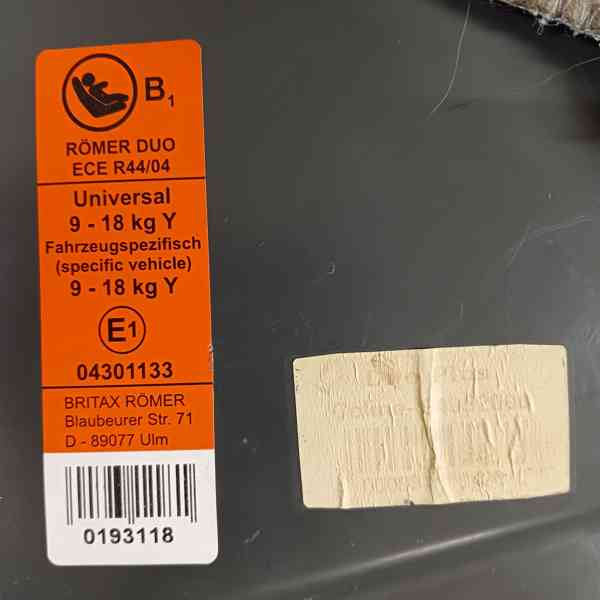 B1
RÖMER DUO
ECE R44/04
Universal
9 - 18 kg Y
Fahrzeugspezifisch
(specific vehicle)
9 - 18 kg Y
E1
04301133
BRITAX RÖMER
Blaubeurer Str. 71
D - 89077 Ulm
0193118